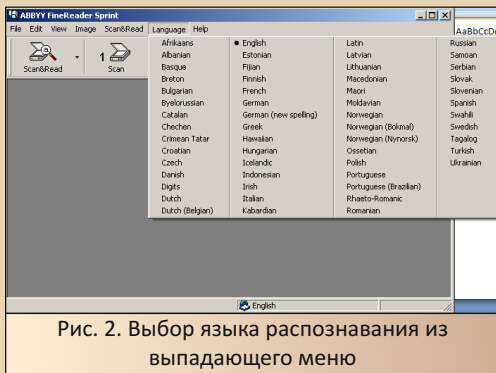 ABBYY FineReader Sprint
File Edit View Image Scan&Read Language Help
AaBbCcDc
Scan&Read
1
Scan
Afrikaans
Albanian
Basque
Breton
Bulgarian
Byelorussian
Catalan
Chechen
Crimean Tatar
Croatian
Czech
Danish
Digits
Dutch
Dutch (Belgian)
English
Estonian
Fijian
Finnish
French
German
German (new spelling)
Greek
Hawaiian
Hungarian
Icelandic
Indonesian
Irish
Italian
Kabardian
Latin
Latvian
Lithuanian
Macedonian
Maori
Moldavian
Norwegian
Norwegian (Bokmal)
Norwegian (Nynorsk)
Ossetian
Polish
Portuguese
Portuguese (Brazilian)
Rhaeto-Romanic
Romanian
Russian
Samoan
Serbian
Slovak
Slovenian
Spanish
Swahili
Swedish
Tagalog
Turkish
Ukrainian
English
Рис. 2. Выбор языка распознавания из
выпадающего меню